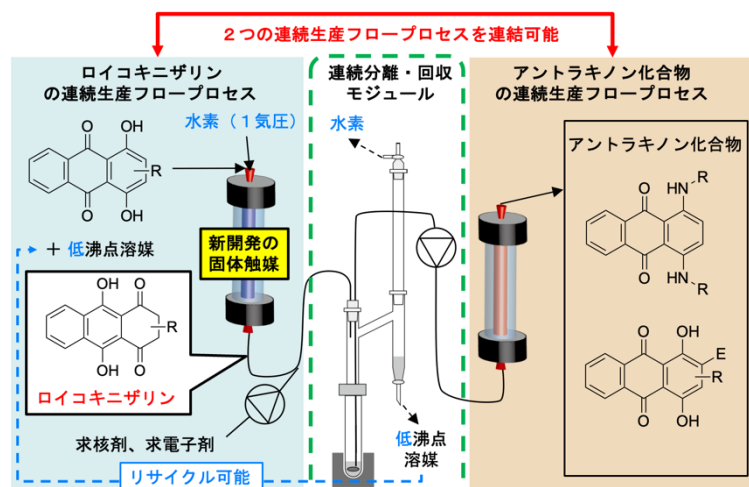 ２つの連続生産フロープロセスを連結可能
ロイコキニザリン
の連続生産フロープロセス
水素（１気圧）
O OH
R
O OH
＋ 低沸点溶媒
新開発の
固体触媒
OH O
R
OH O
ロイコキニザリン
求核剤、求電子剤
リサイクル可能
連続分離・回収
モジュール
水素
低沸点
溶媒
アントラキノン化合物
の連続生産フロープロセス
アントラキノン化合物
O HN R
O HN R
O OH
E
R
O OH